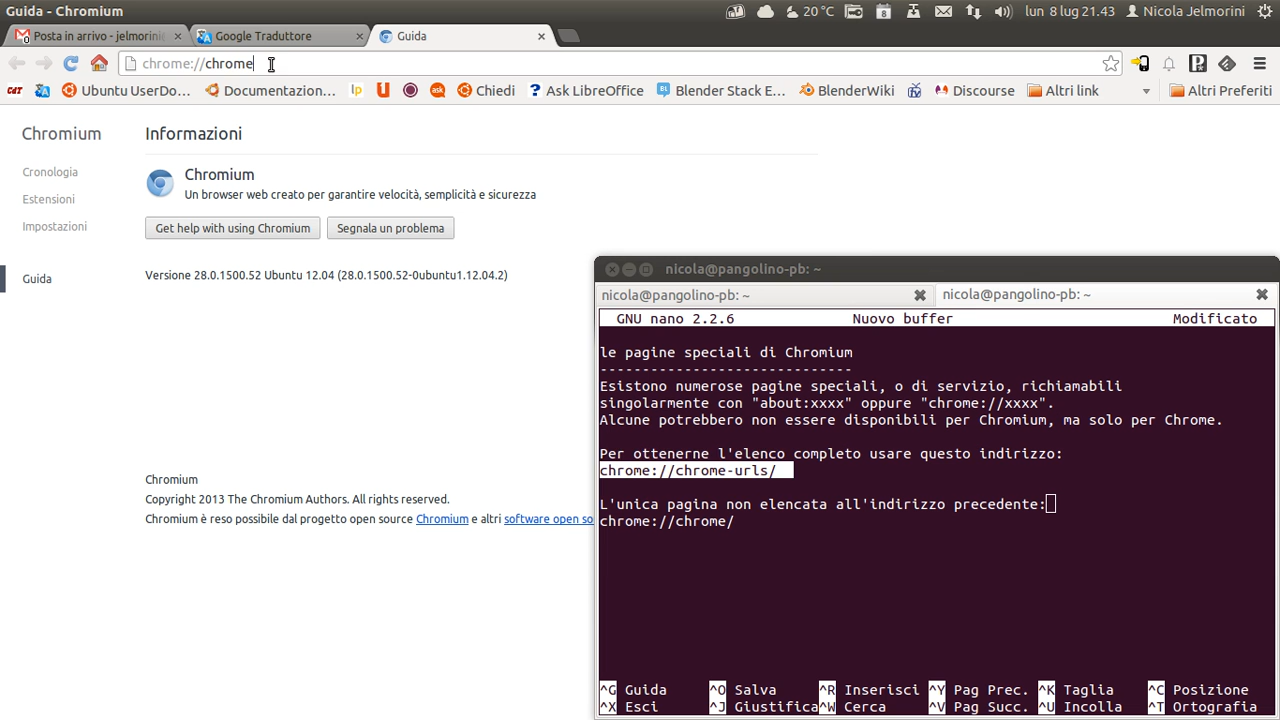 Guida - Chromium
20 °C
8
lun 8 lug 21.43
Nicola Jelmorini
Posta in arrivo - jelmorini@
Google Traduttore
Guida
chrome://chrome
CdT
Ubuntu UserDo...
Documentazion...
lp
U
ask
Chiedi
? Ask LibreOffice
BL
Blender Stack E...
BlenderWiki
Discourse
Altri link
Altri Preferiti
Chromium
Cronologia
Estensioni
Impostazioni
Guida
Informazioni
Chromium
Un browser web creato per garantire velocità, semplicità e sicurezza
Get help with using Chromium
Segnala un problema
Versione 28.0.1500.52 Ubuntu 12.04 (28.0.1500.52-0ubuntu1.12.04.2)
Chromium
Copyright 2013 The Chromium Authors. All rights reserved.
Chromium è reso possibile dal progetto open source Chromium e altri software open so
nicola@pangolino-pb: ~
nicola@pangolino-pb: ~
nicola@pangolino-pb: ~
GNU nano 2.2.6 Nuovo buffer Modificato
le pagine speciali di Chromium
------------------------------
Esistono numerose pagine speciali, o di servizio, richiamabili
singolarmente con "about:xxxx" oppure "chrome://xxxx".
Alcune potrebbero non essere disponibili per Chromium, ma solo per Chrome.
Per ottenerne l'elenco completo usare questo indirizzo:
chrome://chrome-urls/
L'unica pagina non elencata all'indirizzo precedente:
chrome://chrome/
^G Guida ^O Salva ^R Inserisci ^Y Pag Prec. ^K Taglia ^C Posizione
^X Esci ^J Giustifica ^W Cerca ^V Pag Succ. ^U Incolla ^T Ortografia